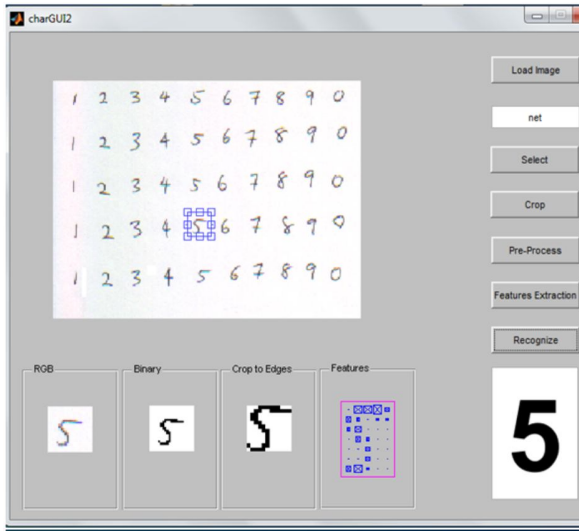 charGUI2
Load Image
net
Select
Crop
Pre-Process
Features Extraction
Recognize
1 2 3 4 5 6 7 8 9 0
1 2 3 4 5 6 7 8 9 0
1 2 3 4 5 6 7 8 9 0
1 2 3 4 5 6 7 8 9 0
1 2 3 4 5 6 7 8 9 0
RGB
Binary
Crop to Edges
Features
5
5
5
5